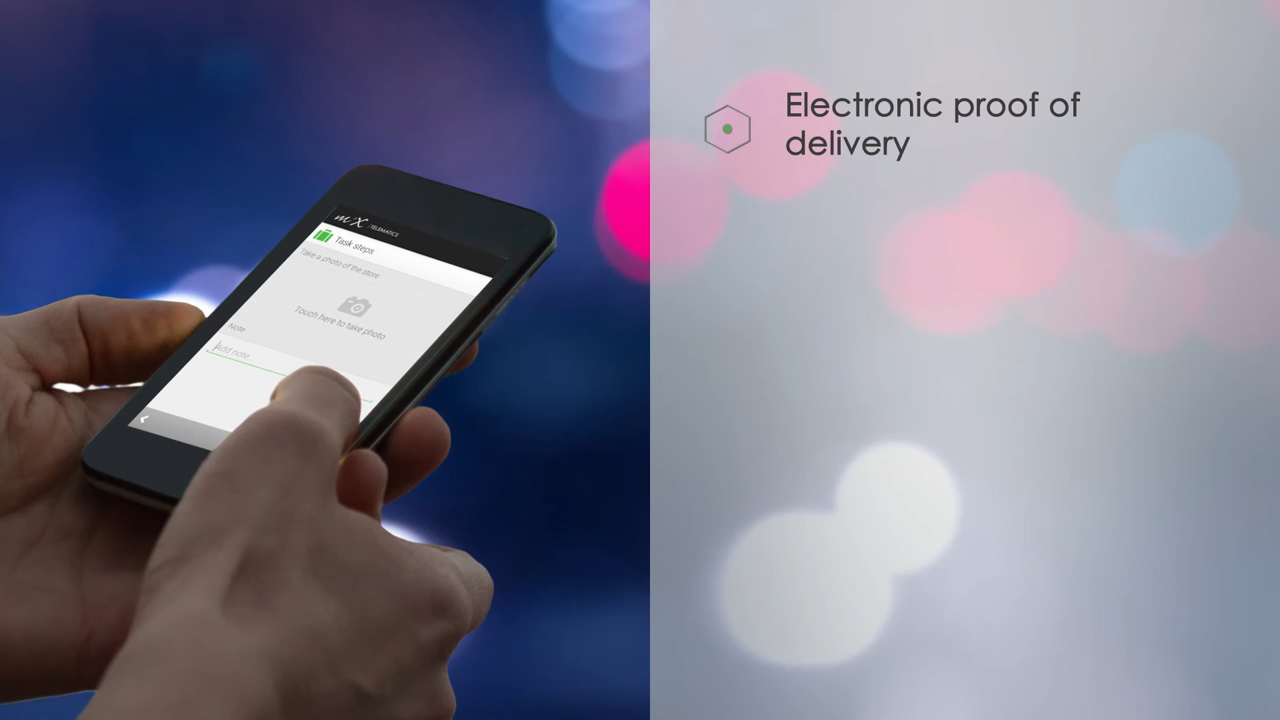 mX TELEMATICS
Task steps
Take a photo of the store
Touch here to take photo
Note
Add note
Electronic proof of
delivery